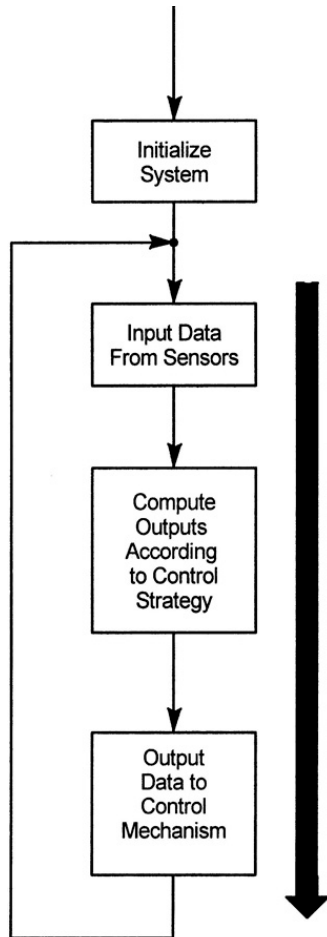 Initialize
System
Input Data
From Sensors
Compute
Outputs
According
to Control
Strategy
Output
Data to
Control
Mechanism